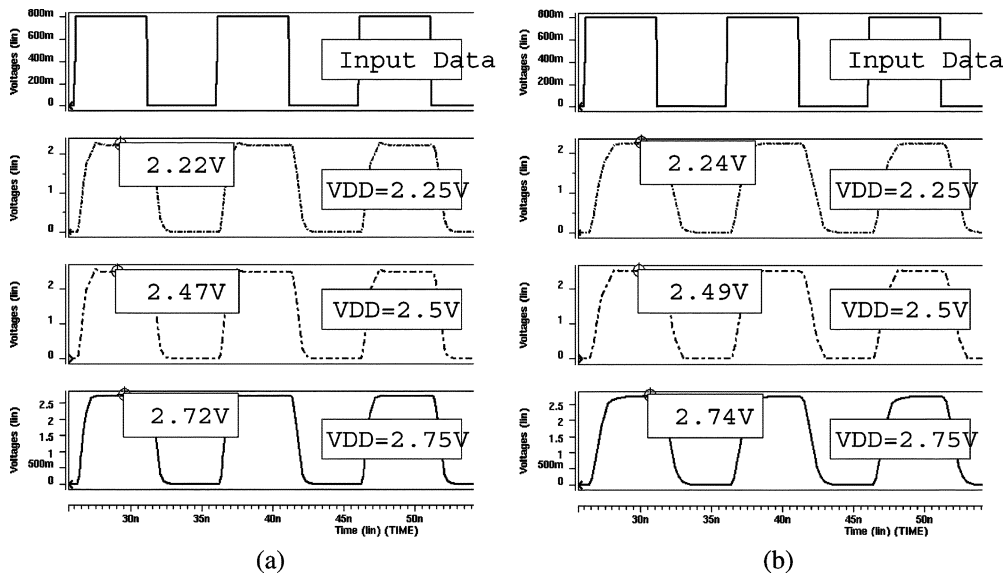 800m
600m
400m
200m
0
Voltages (lin)
Input Data
2
1
0
Voltages (lin)
2.22V
VDD=2.25V
2
1
0
Voltages (lin)
2.47V
VDD=2.5V
2.5
2
1.5
1
500m
0
Voltages (lin)
2.72V
VDD=2.75V
30n 35n 40n 45n 50n
Time (lin) (TIME)
(a)
800m
600m
400m
200m
0
Voltages (lin)
Input Data
2
1
0
Voltages (lin)
2.24V
VDD=2.25V
2
1
0
Voltages (lin)
2.49V
VDD=2.5V
2.5
2
1.5
1
500m
0
Voltages (lin)
2.74V
VDD=2.75V
30n 35n 40n 45n 50n
Time (lin) (TIME)
(b)